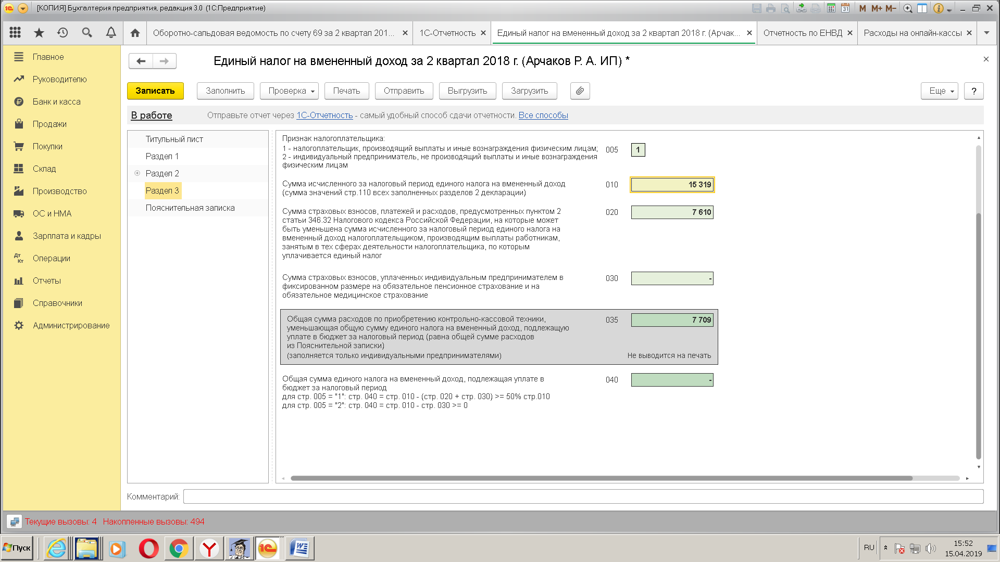 [КОПИЯ] Бухгалтерия предприятия, редакция 3.0 (1С:Предприятие)
M M+ M−
Оборотно-сальдовая ведомость по счету 69 за 2 квартал 201...
1С-Отчетность
Единый налог на вмененный доход за 2 квартал 2018 г. (Арчак...
Отчетность по ЕНВД
Расходы на онлайн-кассы
Главное
Руководителю
Банк и касса
Продажи
Покупки
Склад
Производство
ОС и НМА
Зарплата и кадры
Операции
Отчеты
Справочники
Администрирование
Единый налог на вмененный доход за 2 квартал 2018 г. (Арчаков Р. А. ИП) *
Записать
Заполнить
Проверка
Печать
Отправить
Выгрузить
Загрузить
Еще
?
В работе
Отправьте отчет через 1С-Отчетность - самый удобный способ сдачи отчетности. Все способы
Титульный лист
Раздел 1
Раздел 2
Раздел 3
Пояснительная записка
Признак налогоплательщика:
1 - налогоплательщик, производящий выплаты и иные вознаграждения физическим лицам;
2 - индивидуальный предприниматель, не производящий выплаты и иные вознаграждения
физическим лицам
005
1
Сумма исчисленного за налоговый период единого налога на вмененный доход
(сумма значений стр.110 всех заполненных разделов 2 декларации)
010
15 319
Сумма страховых взносов, платежей и расходов, предусмотренных пунктом 2
статьи 346.32 Налогового кодекса Российской Федерации, на которые может
быть уменьшена сумма исчисленного за налоговый период единого налога на
вмененный доход налогоплательщиком, производящим выплаты работникам,
занятым в тех сферах деятельности налогоплательщика, по которым
уплачивается единый налог
020
7 610
Сумма страховых взносов, уплаченных индивидуальным предпринимателем в
фиксированном размере на обязательное пенсионное страхование и на
обязательное медицинское страхование
030
-
Общая сумма расходов по приобретению контрольно-кассовой техники,
уменьшающая общую сумму единого налога на вмененный доход, подлежащую
уплате в бюджет за налоговый период (равна общей сумме расходов
из Пояснительной записки)
(заполняется только индивидуальными предпринимателями)
035
7 709
Не выводится на печать
Общая сумма единого налога на вмененный доход, подлежащая уплате в
бюджет за налоговый период
для стр. 005 = "1": стр. 040 = стр. 010 - (стр. 020 + стр. 030) >= 50% стр.010
для стр. 005 = "2": стр. 040 = стр. 010 - стр. 030 >= 0
040
-
Комментарий:
Текущие вызовы: 4 Накопленные вызовы: 494
Пуск
RU
15:52
15.04.2019